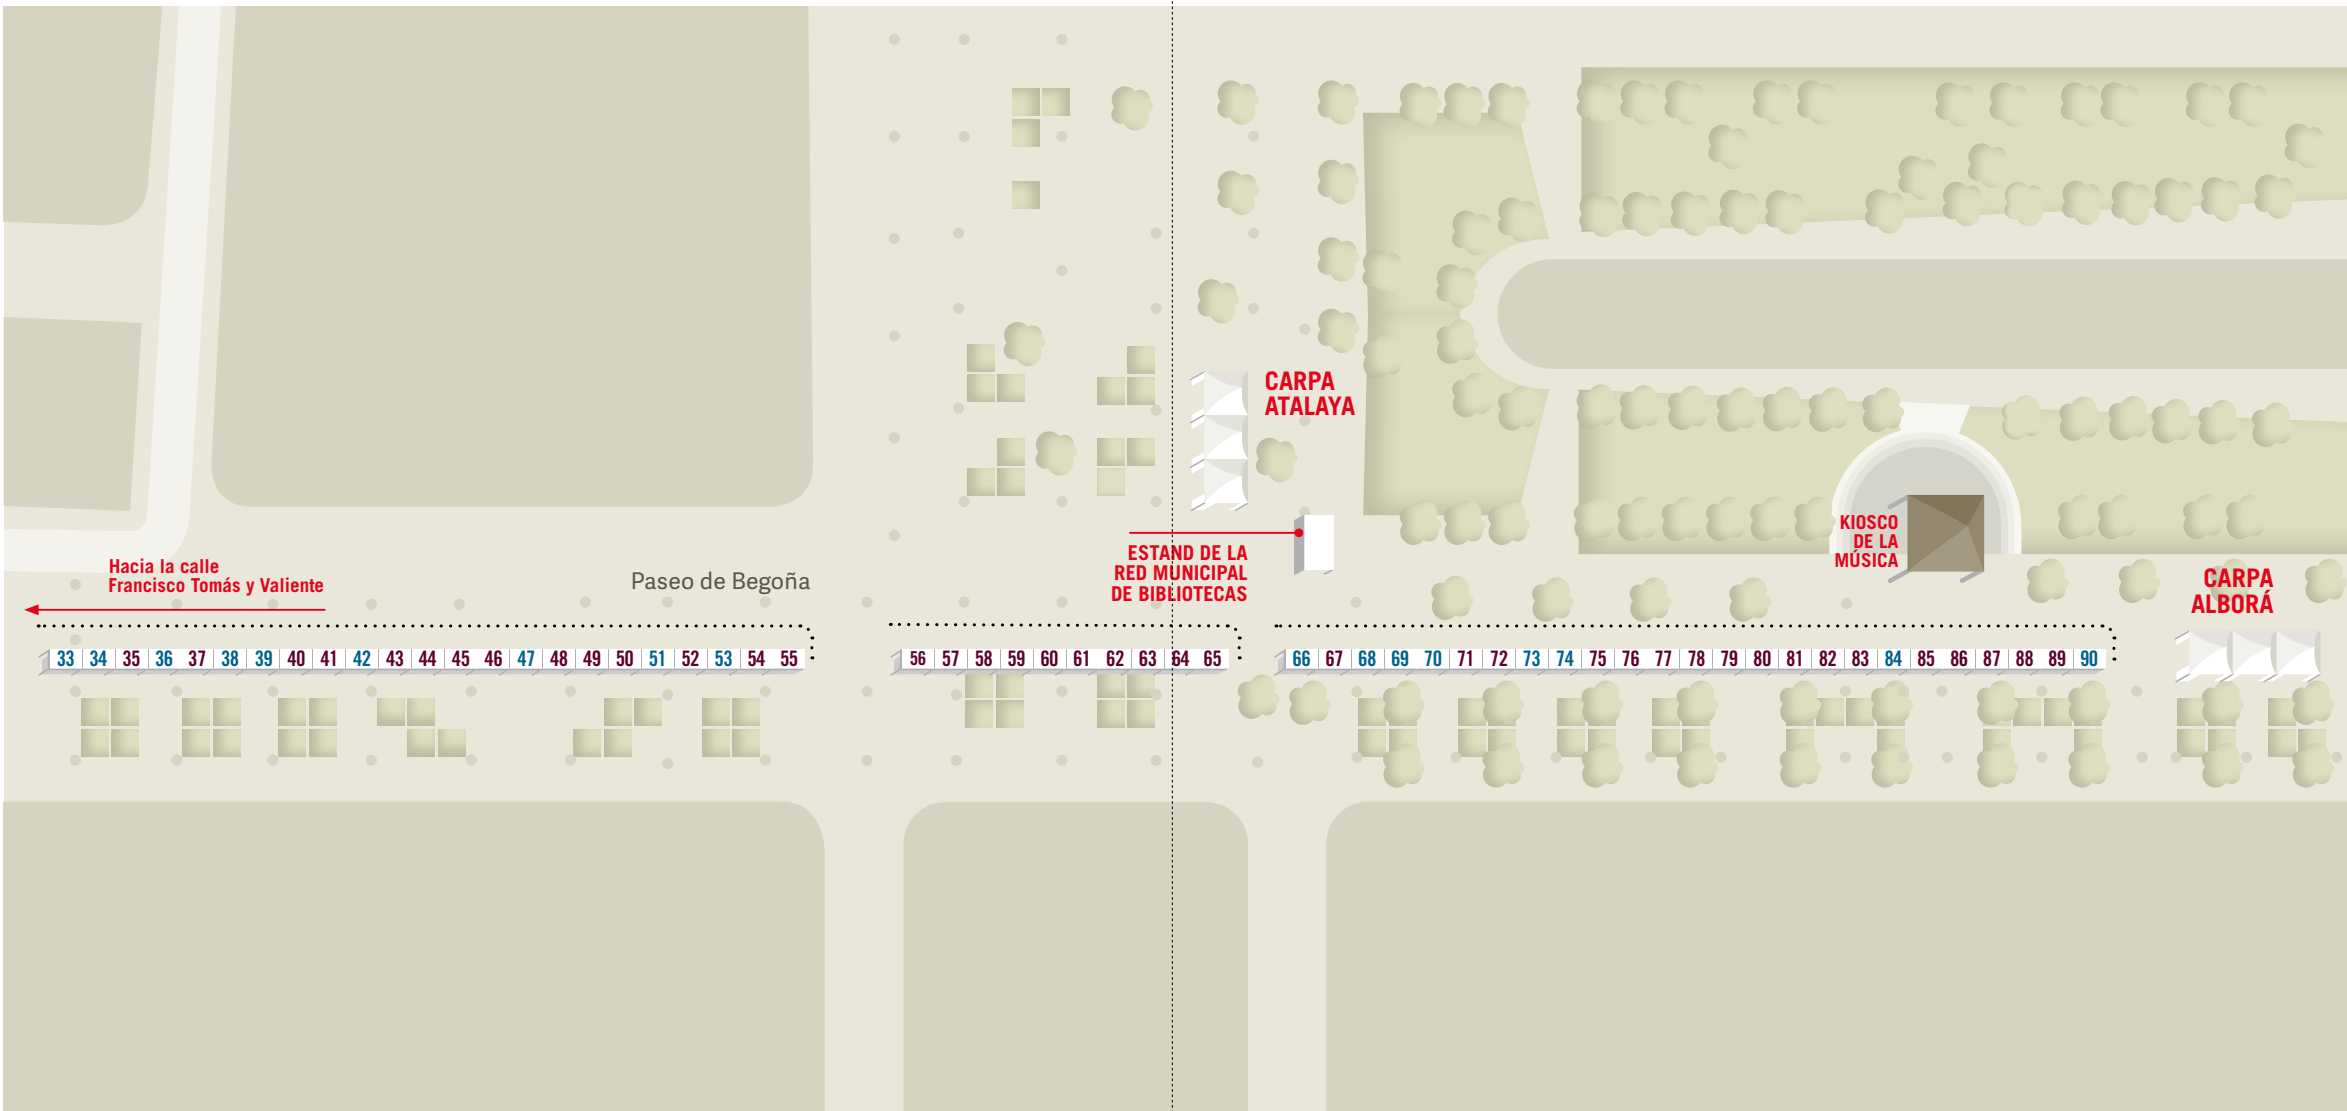 CARPA
ATALAYA
KIOSCO
DE LA
MÚSICA
ESTAND DE LA
RED MUNICIPAL
DE BIBLIOTECAS
Hacia la calle
Francisco Tomás y Valiente
Paseo de Begoña
CARPA
ALBORÁ
33 34 35 36 37 38 39 40 41 42 43 44 45 46 47 48 49 50 51 52 53 54 55
56 57 58 59 60 61 62 63 64 65
66 67 68 69 70 71 72 73 74 75 76 77 78 79 80 81 82 83 84 85 86 87 88 89 90